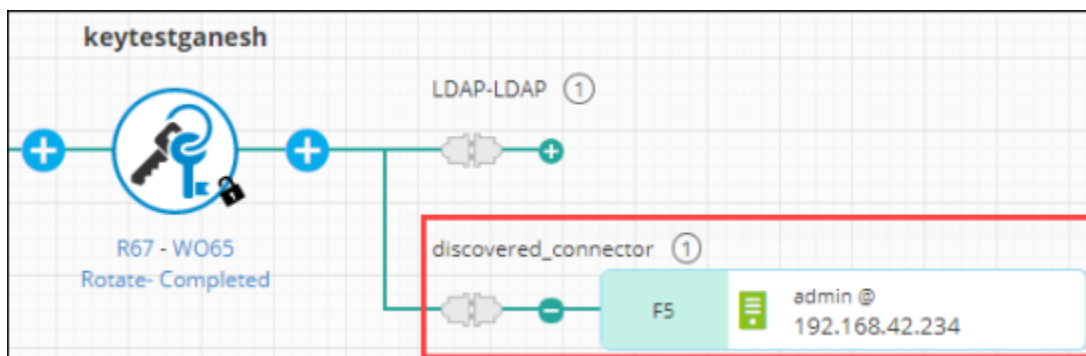 keytestganesh
LDAP-LDAP 1
R67 - WO65
Rotate- Completed
discovered_connector 1
F5
admin @
192.168.42.234